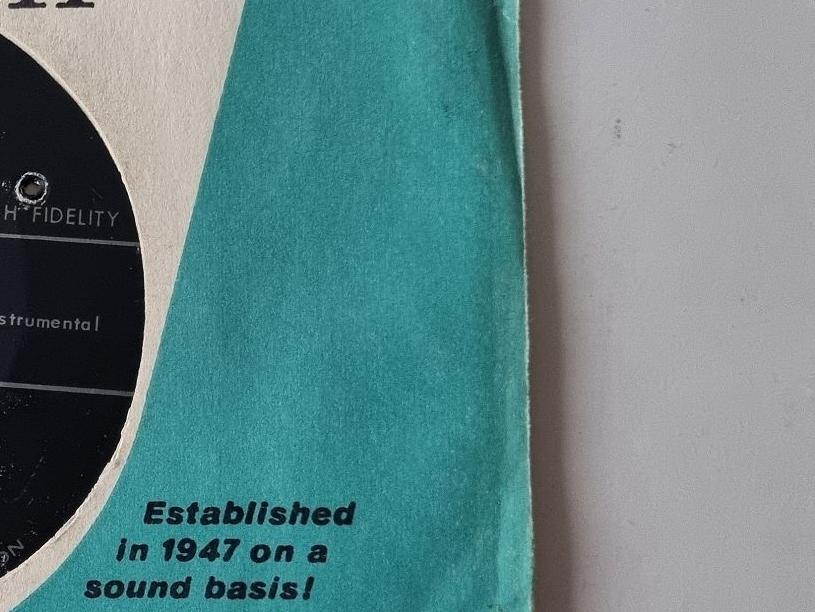 H FIDELITY
strumental
Established
in 1947 on a
sound basis!